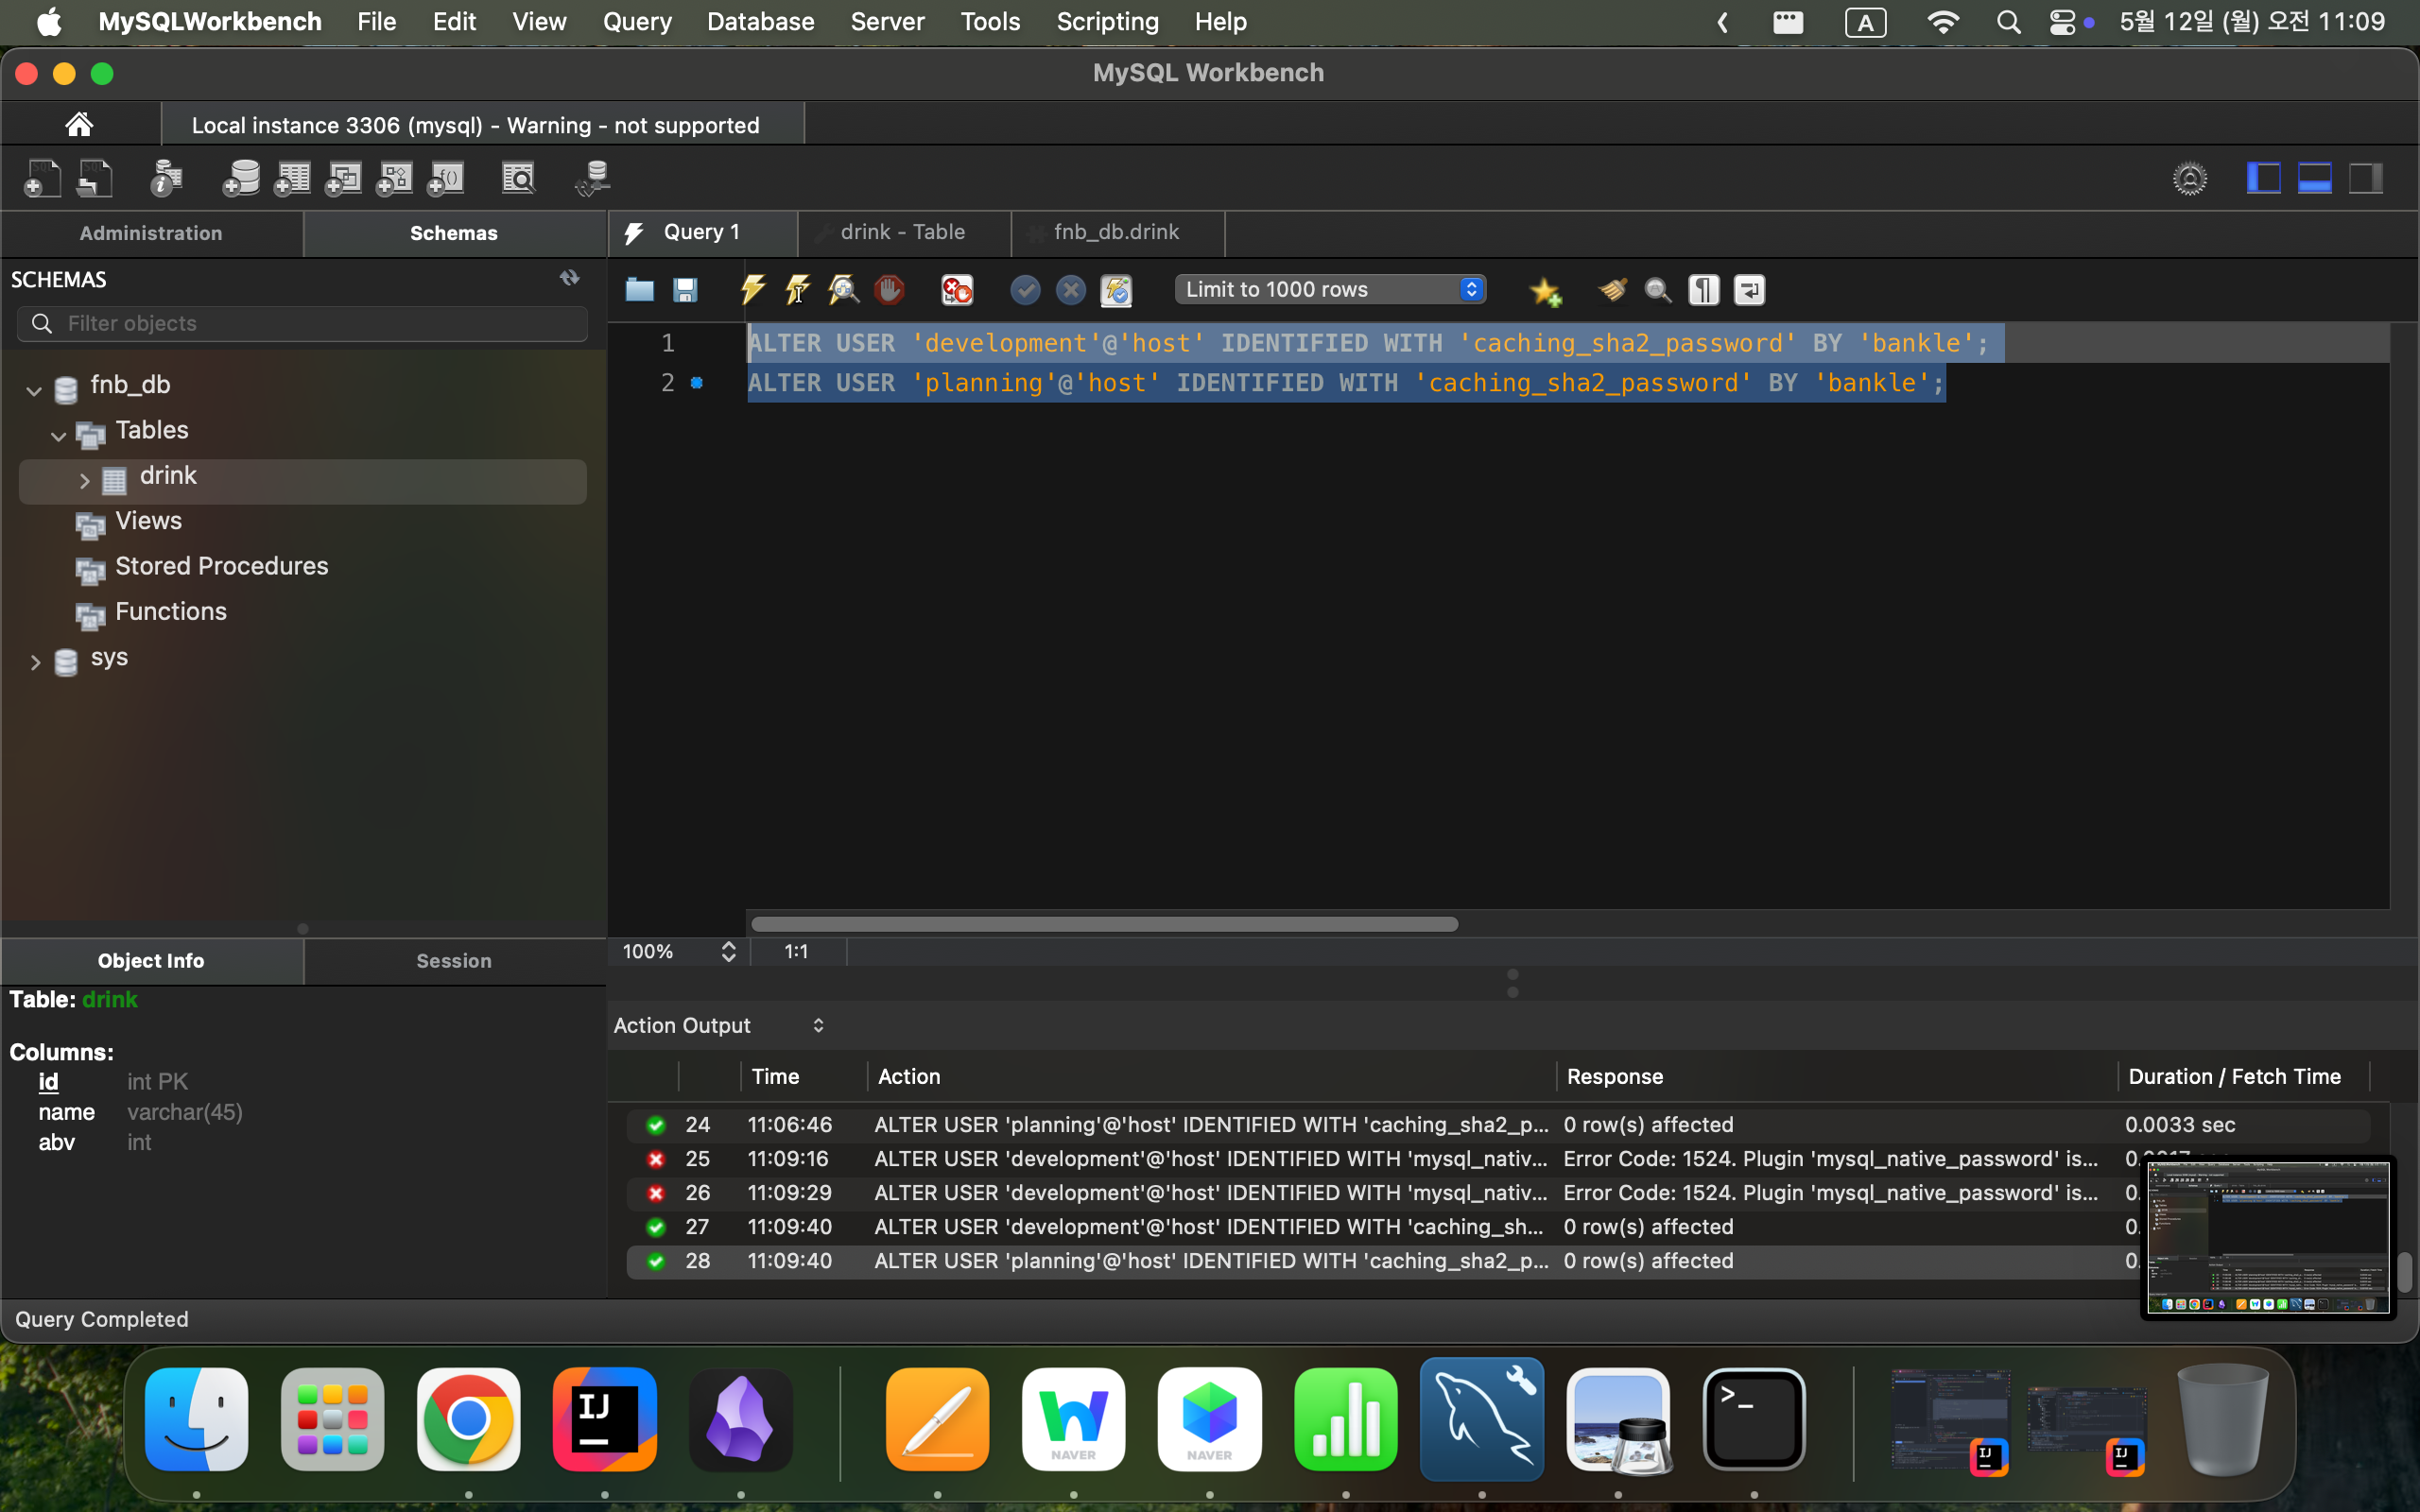 MySQLWorkbench File Edit View Query Database Server Tools Scripting Help A 5월 12일 (월) 오전 11:09
MySQL Workbench
Local instance 3306 (mysql) - Warning - not supported
Administration Schemas Query 1 drink - Table fnb_db.drink
SCHEMAS
Limit to 1000 rows
Filter objects
1 ALTER USER 'development'@'host' IDENTIFIED WITH 'caching_sha2_password' BY 'bankle';
2 ALTER USER 'planning'@'host' IDENTIFIED WITH 'caching_sha2_password' BY 'bankle';
fnb_db
Tables
drink
Views
Stored Procedures
Functions
sys
100% 1:1
Object Info Session
Table: drink
Columns:
id int PK
name varchar(45)
abv int
Action Output
Time Action Response Duration / Fetch Time
24 11:06:46 ALTER USER 'planning'@'host' IDENTIFIED WITH 'caching_sha2_p... 0 row(s) affected 0.0033 sec
25 11:09:16 ALTER USER 'development'@'host' IDENTIFIED WITH 'mysql_nativ... Error Code: 1524. Plugin 'mysql_native_password' is...
26 11:09:29 ALTER USER 'development'@'host' IDENTIFIED WITH 'mysql_nativ... Error Code: 1524. Plugin 'mysql_native_password' is... 0.
27 11:09:40 ALTER USER 'development'@'host' IDENTIFIED WITH 'caching_sh... 0 row(s) affected 0.
28 11:09:40 ALTER USER 'planning'@'host' IDENTIFIED WITH 'caching_sha2_p... 0 row(s) affected 0.
Query Completed
IJ
NAVER
NAVER
>_
IJ
IJ